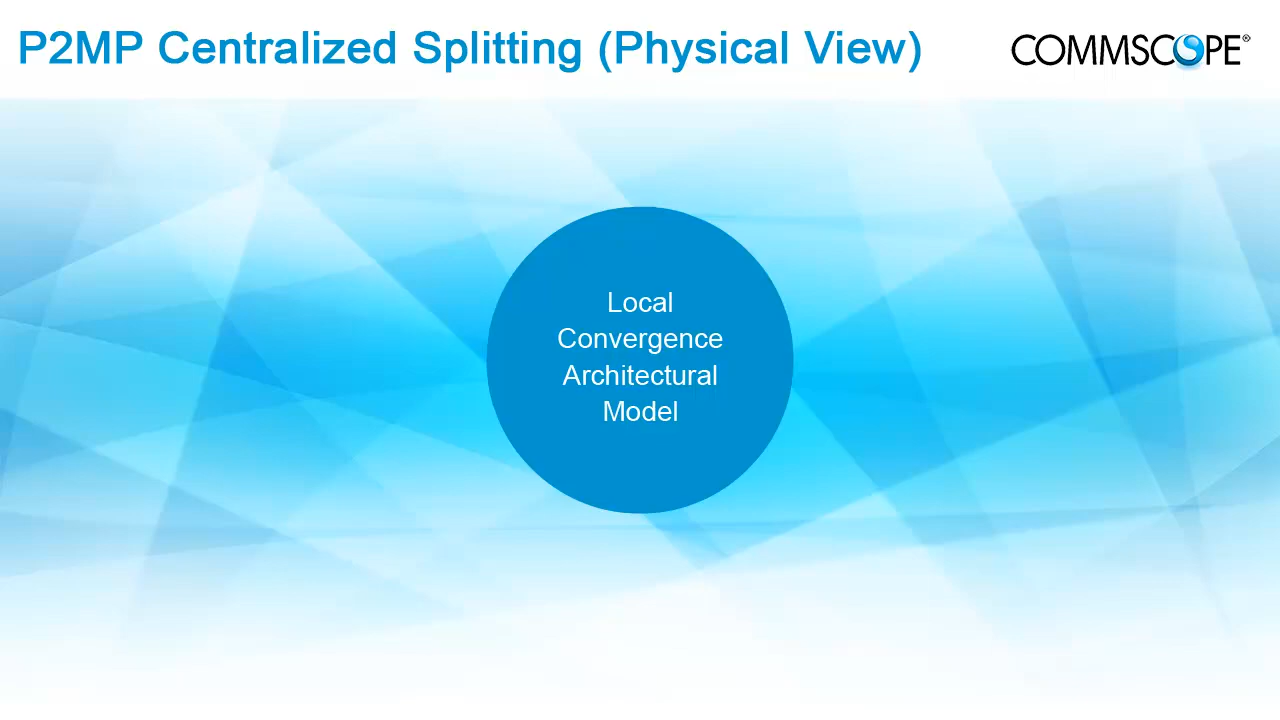 P2MP Centralized Splitting (Physical View)
COMMSCOPE®
Local
Convergence
Architectural
Model